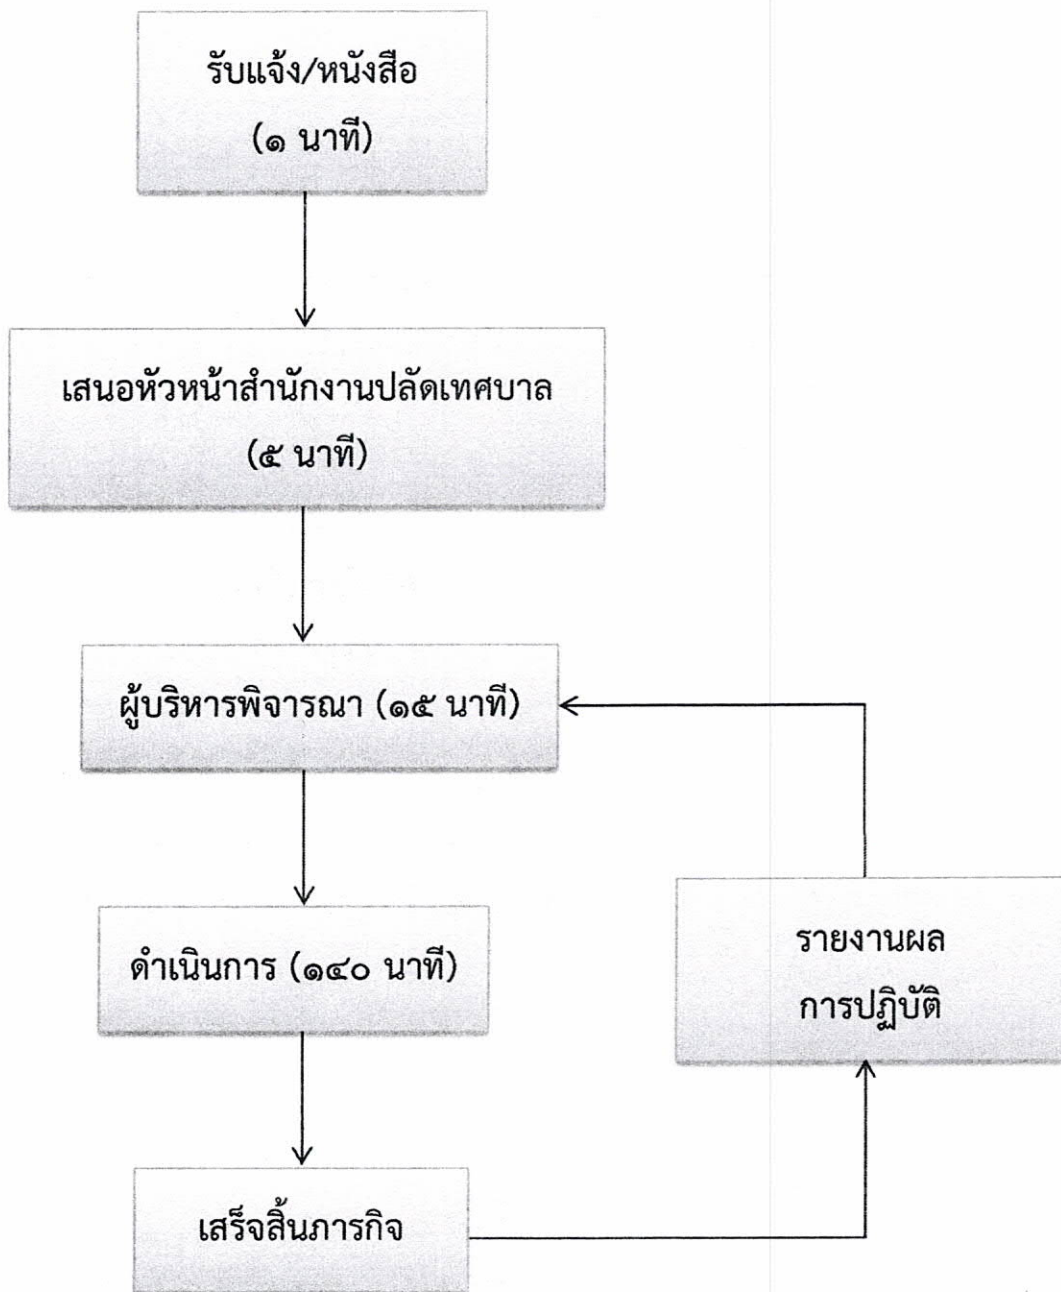 รับแจ้ง/หนังสือ
(๑ นาที)
เสนอหัวหน้าสำนักงานปลัดเทศบาล
(๕ นาที)
ผู้บริหารพิจารณา (๑๕ นาที)
ดำเนินการ (๑๔๐ นาที)
รายงานผล
การปฏิบัติ
เสร็จสิ้นภารกิจ